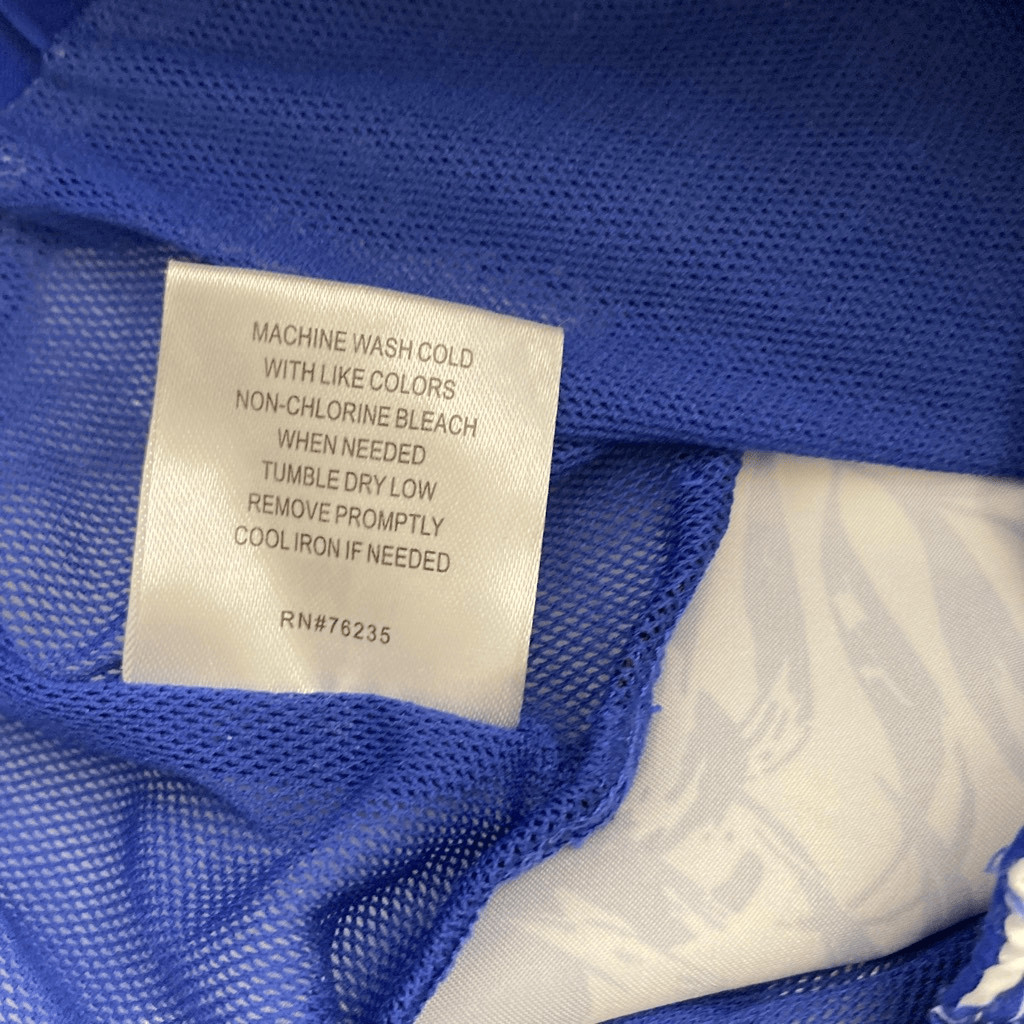 MACHINE WASH COLD
WITH LIKE COLORS
NON-CHLORINE BLEACH
WHEN NEEDED
TUMBLE DRY LOW
REMOVE PROMPTLY
COOL IRON IF NEEDED
RN#76235